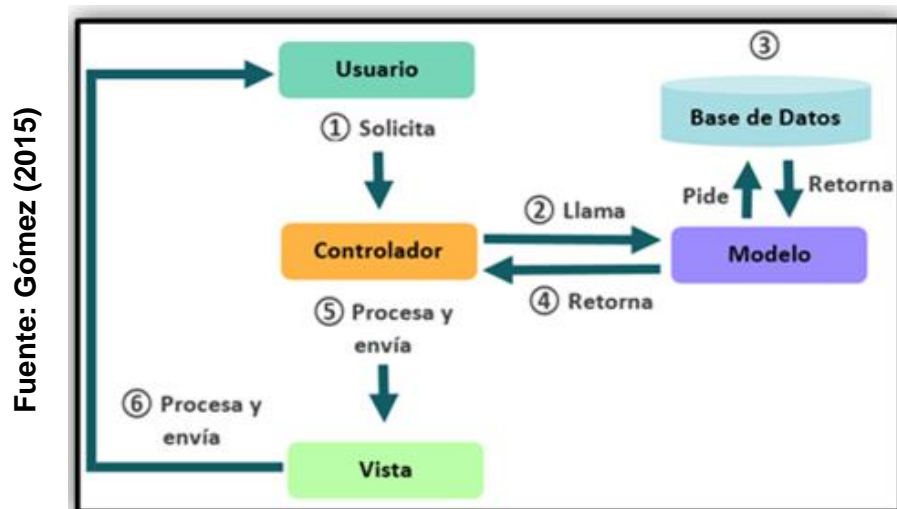 Fuente: Gómez (2015)
Usuario
① Solicita
Controlador
② Llama
④ Retorna
③
Base de Datos
Pide
Retorna
Modelo
⑤ Procesa y
envía
⑥ Procesa y
envía
Vista